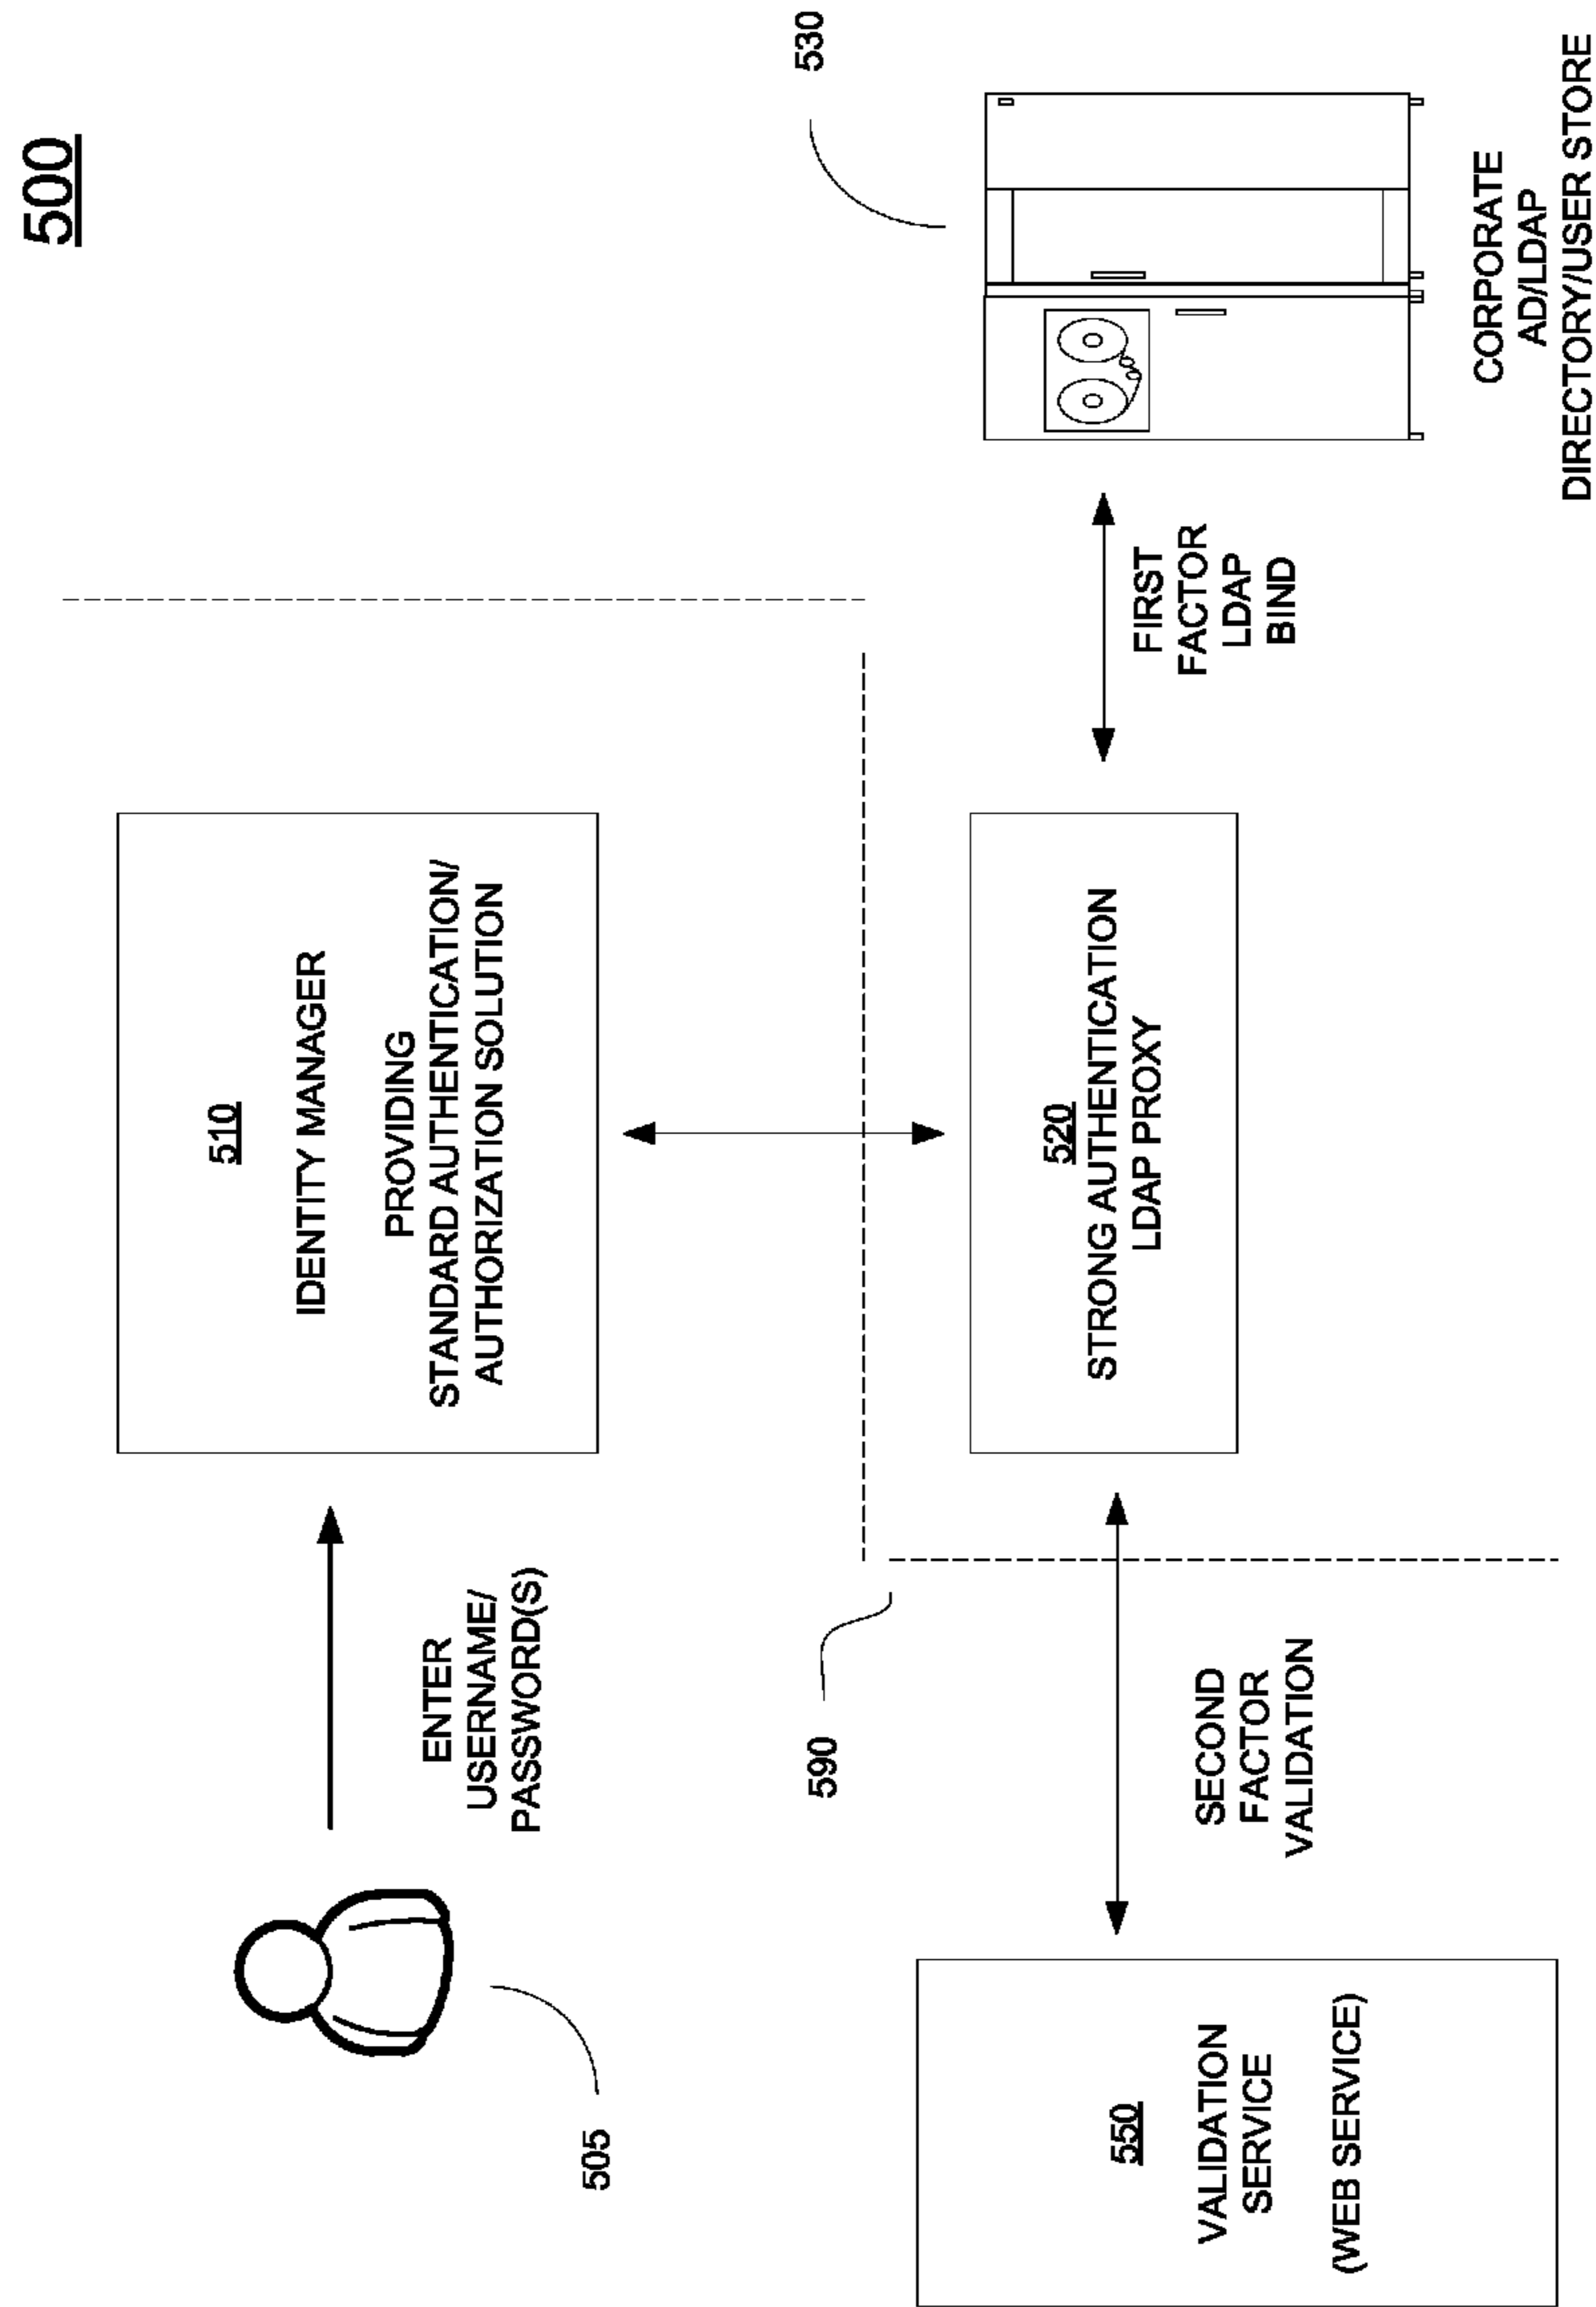 500
510
IDENTITY MANAGER
PROVIDING
STANDARD AUTHENTICATION/
AUTHORIZATION SOLUTION
ENTER
USERNAME/
PASSWORD(S)
505
590
530
520
STRONG AUTHENTICATION
LDAP PROXY
FIRST
FACTOR
LDAP
BIND
CORPORATE
AD/LDAP
DIRECTORY/USER STORE
SECOND
FACTOR
VALIDATION
550
VALIDATION
SERVICE
(WEB SERVICE)